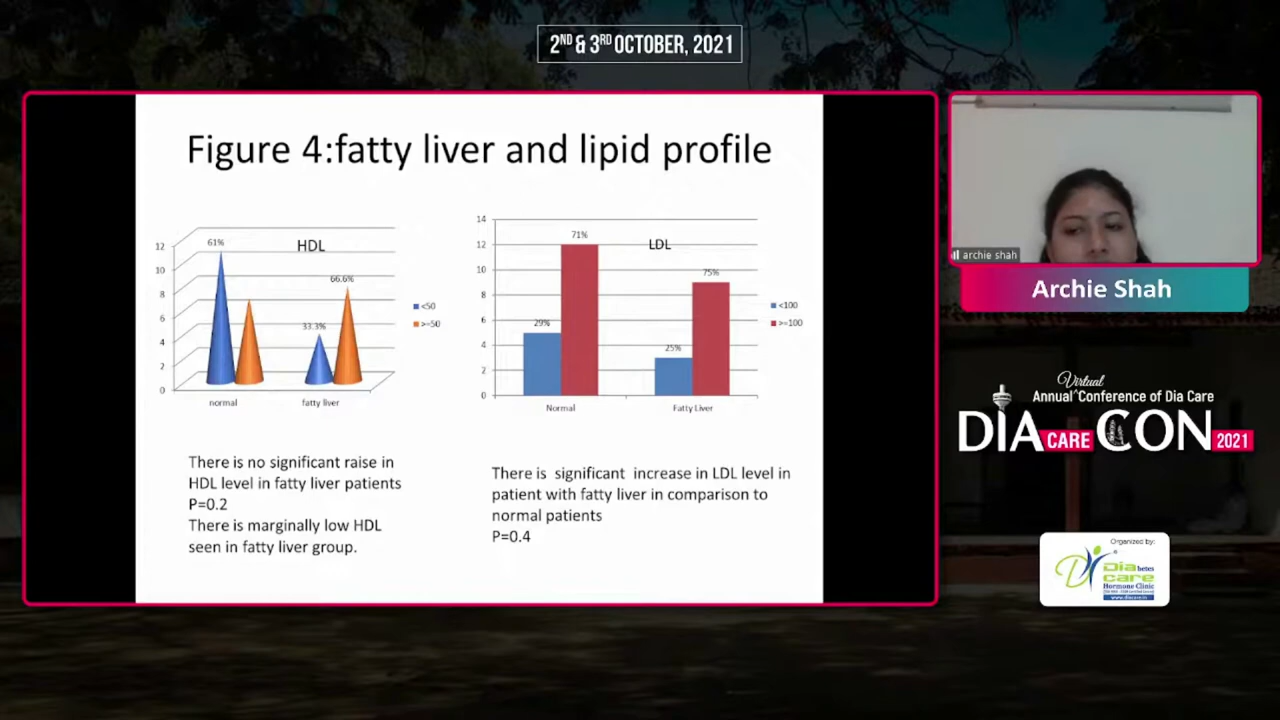 2ND & 3RD OCTOBER, 2021
Figure 4:fatty liver and lipid profile
HDL
12
10
8
6
4
2
0
61%
33.3%
66.6%
normal
fatty liver
<50
>=50
LDL
14
12
10
8
6
4
2
0
29%
71%
25%
75%
Normal
Fatty Liver
<100
>=100
There is no significant raise in
HDL level in fatty liver patients
P=0.2
There is marginally low HDL
seen in fatty liver group.
There is significant increase in LDL level in
patient with fatty liver in comparison to
normal patients
P=0.4
archie shah
Archie Shah
Virtual
Annual^Conference of Dia Care
DIA CARE CON 2021
Organized by:
Diabetes
care
Hormone Clinic
www.diacare.in